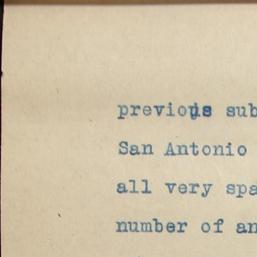 previous sub
San Antonio
all very spa
number of an